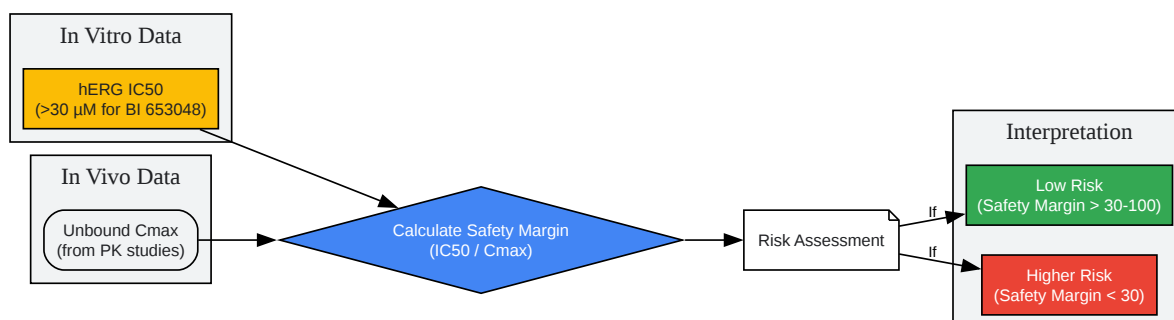 In Vitro Data
hERG IC50
(>30 µM for BI 653048)
In Vivo Data
Unbound Cmax
(from PK studies)
Calculate Safety Margin
(IC50 / Cmax)
Risk Assessment
If
If
Interpretation
Low Risk
(Safety Margin > 30-100)
Higher Risk
(Safety Margin < 30)